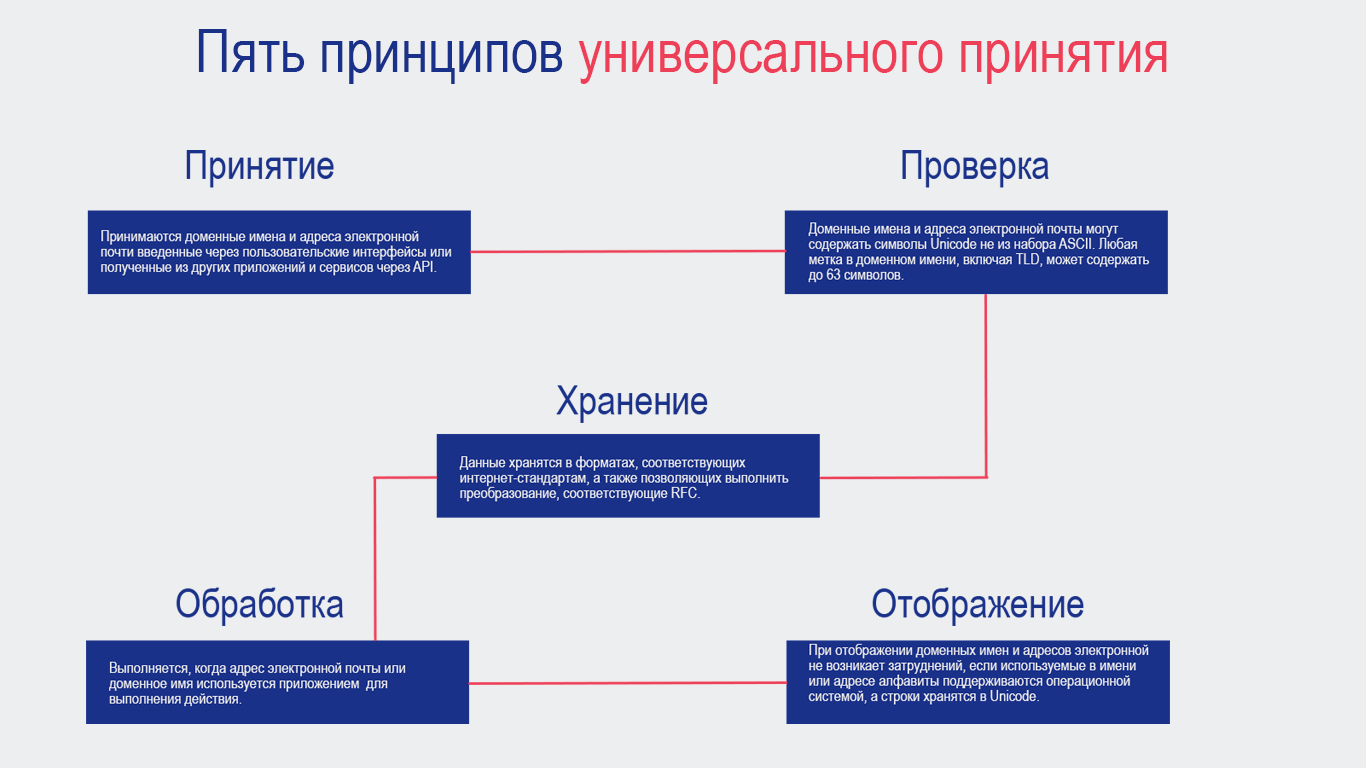 Пять принципов универсального принятия
Принятие
Принимаются доменные имена и адреса электронной
почти введенные через пользовательские интерфейсы или
полученные из других приложений и сервисов через API.
Проверка
Доменные имена и адреса электронной почты могут
содержать символы Unicode не из набора ASCII. Любая
метка в доменном имени, включая TLD, может содержать
до 63 символов.
Хранение
Данные хранятся в форматах, соответствующих
интернет-стандартам, а также позволяющих выполнить
преобразование, соответствующие RFC.
Обработка
Выполняется, когда адрес электронной почты или
доменное имя используется приложением для
выполнения действия.
Отображение
При отображении доменных имен и адресов электронной
не возникает затруднений, если используемые в имени
или адресе алфавиты поддерживаются операционной
системой, а строки хранятся в Unicode.